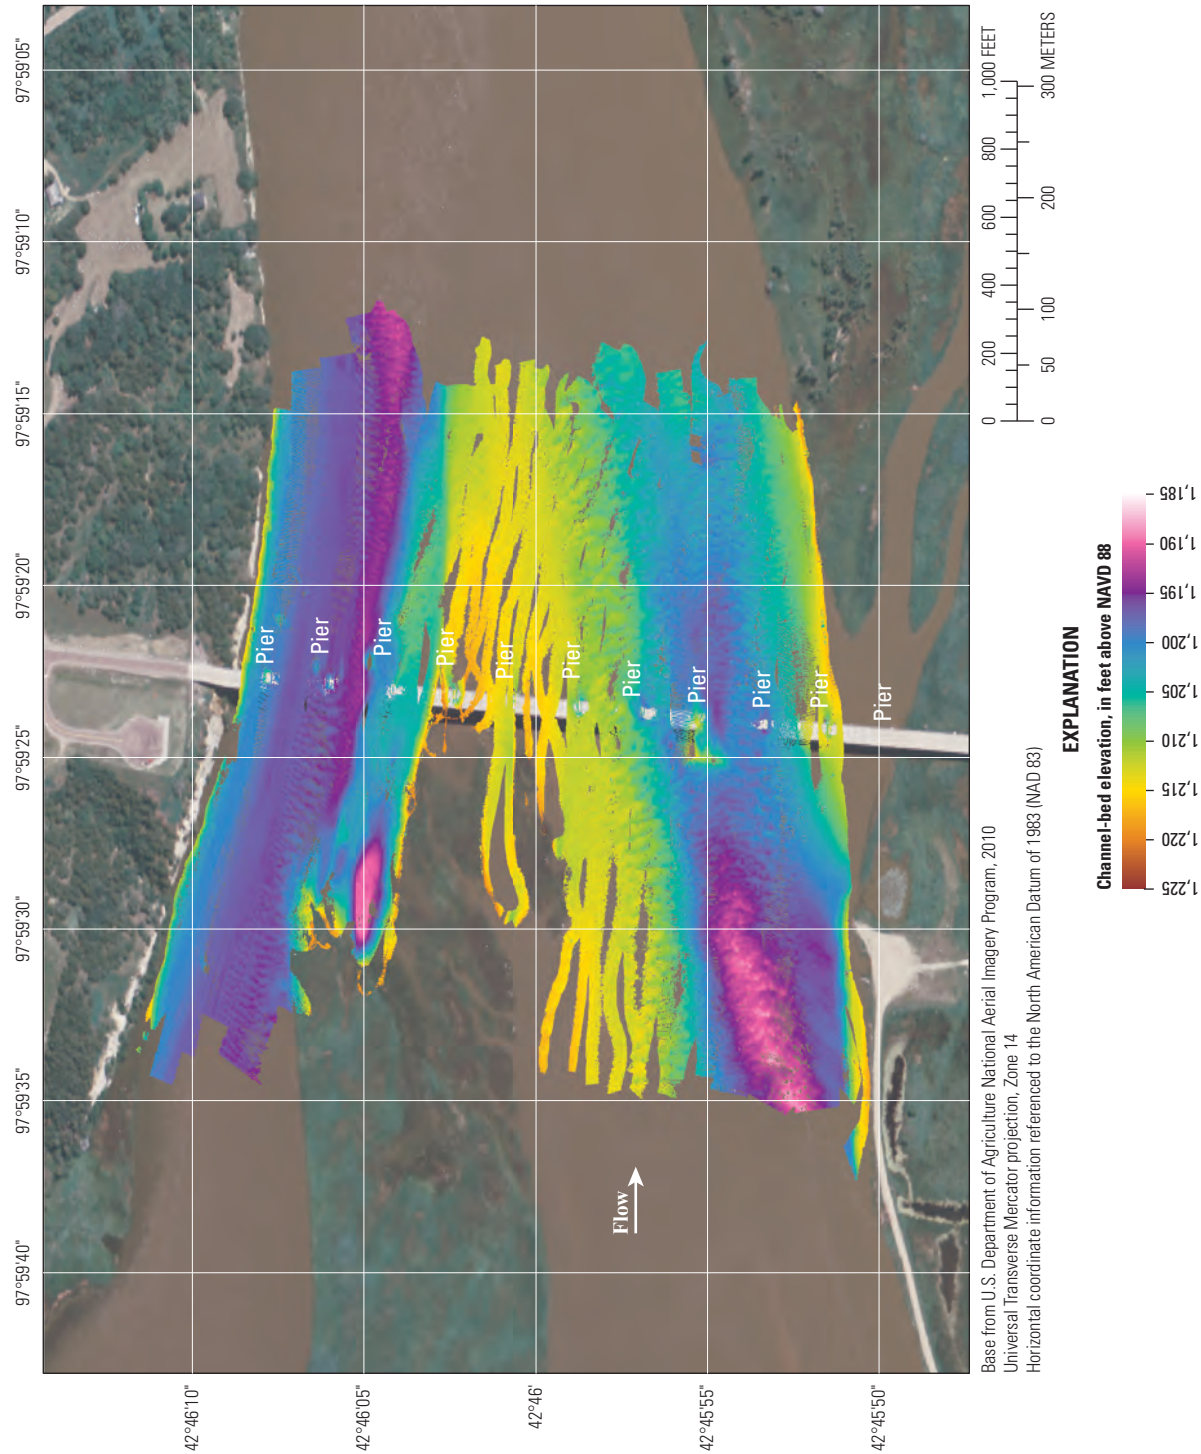 97°59'40"
97°59'35"
97°59'30"
97°59'25"
97°59'20"
97°59'15"
97°59'10"
97°59'05"
42°46'10"
42°46'05"
42°46'
42°45'55"
42°45'50"
Pier
Pier
Pier
Pier
Pier
Pier
Pier
Pier
Pier
Pier
Pier
Flow
Base from U.S. Department of Agriculture National Aerial Imagery Program, 2010
Universal Transverse Mercator projection, Zone 14
Horizontal coordinate information referenced to the North American Datum of 1983 (NAD 83)
0 200 400 600 800 1,000 FEET
0 50 100 200 300 METERS
EXPLANATION
Channel-bed elevation, in feet above NAVD 88
1,225 1,220 1,215 1,210 1,205 1,200 1,195 1,190 1,185